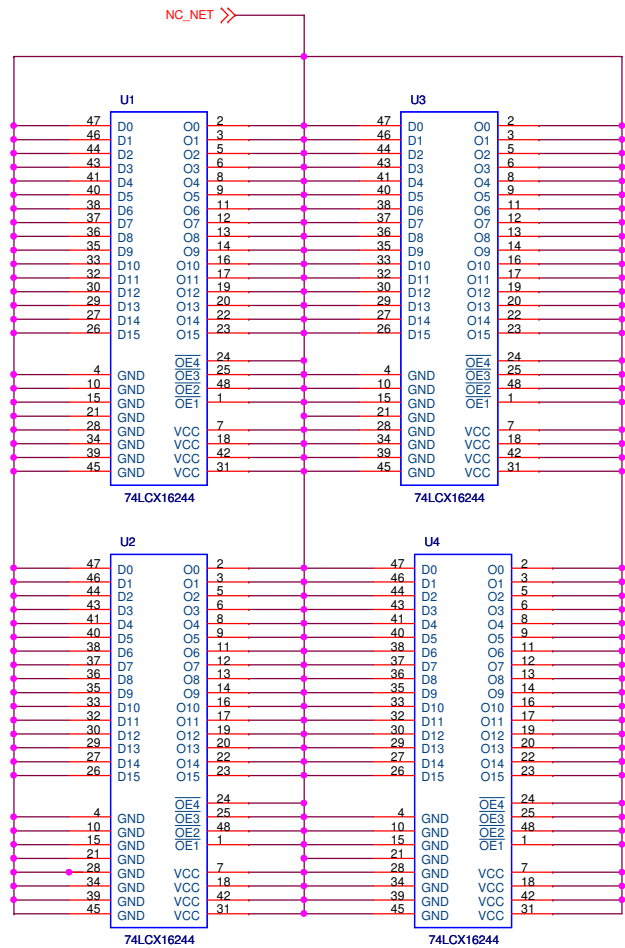 NC_NET
U1 U3
47 D0 O0 2 47 D0 O0 2
46 D1 O1 3 46 D1 O1 3
44 D2 O2 5 44 D2 O2 5
43 D3 O3 6 43 D3 O3 6
41 D4 O4 8 41 D4 O4 8
40 D5 O5 9 40 D5 O5 9
38 D6 O6 11 38 D6 O6 11
37 D7 O7 12 37 D7 O7 12
36 D8 O8 13 36 D8 O8 13
35 D9 O9 14 35 D9 O9 14
33 D10 O10 16 33 D10 O10 16
32 D11 O11 17 32 D11 O11 17
30 D12 O12 19 30 D12 O12 19
29 D13 O13 20 29 D13 O13 20
27 D14 O14 22 27 D14 O14 22
26 D15 O15 23 26 D15 O15 23
OE4 24 OE4 24
4 GND OE3 25 4 GND OE3 25
10 GND OE2 48 10 GND OE2 48
15 GND OE1 1 15 GND OE1 1
21 GND 21 GND
28 GND VCC 7 28 GND VCC 7
34 GND VCC 18 34 GND VCC 18
39 GND VCC 42 39 GND VCC 42
45 GND VCC 31 45 GND VCC 31
74LCX16244 74LCX16244
U2 U4
47 D0 O0 2 47 D0 O0 2
46 D1 O1 3 46 D1 O1 3
44 D2 O2 5 44 D2 O2 5
43 D3 O3 6 43 D3 O3 6
41 D4 O4 8 41 D4 O4 8
40 D5 O5 9 40 D5 O5 9
38 D6 O6 11 38 D6 O6 11
37 D7 O7 12 37 D7 O7 12
36 D8 O8 13 36 D8 O8 13
35 D9 O9 14 35 D9 O9 14
33 D10 O10 16 33 D10 O10 16
32 D11 O11 17 32 D11 O11 17
30 D12 O12 19 30 D12 O12 19
29 D13 O13 20 29 D13 O13 20
27 D14 O14 22 27 D14 O14 22
26 D15 O15 23 26 D15 O15 23
OE4 24 OE4 24
4 GND OE3 25 4 GND OE3 25
10 GND OE2 48 10 GND OE2 48
15 GND OE1 1 15 GND OE1 1
21 GND 21 GND
28 GND VCC 7 28 GND VCC 7
34 GND VCC 18 34 GND VCC 18
39 GND VCC 42 39 GND VCC 42
45 GND VCC 31 45 GND VCC 31
74LCX16244 74LCX16244